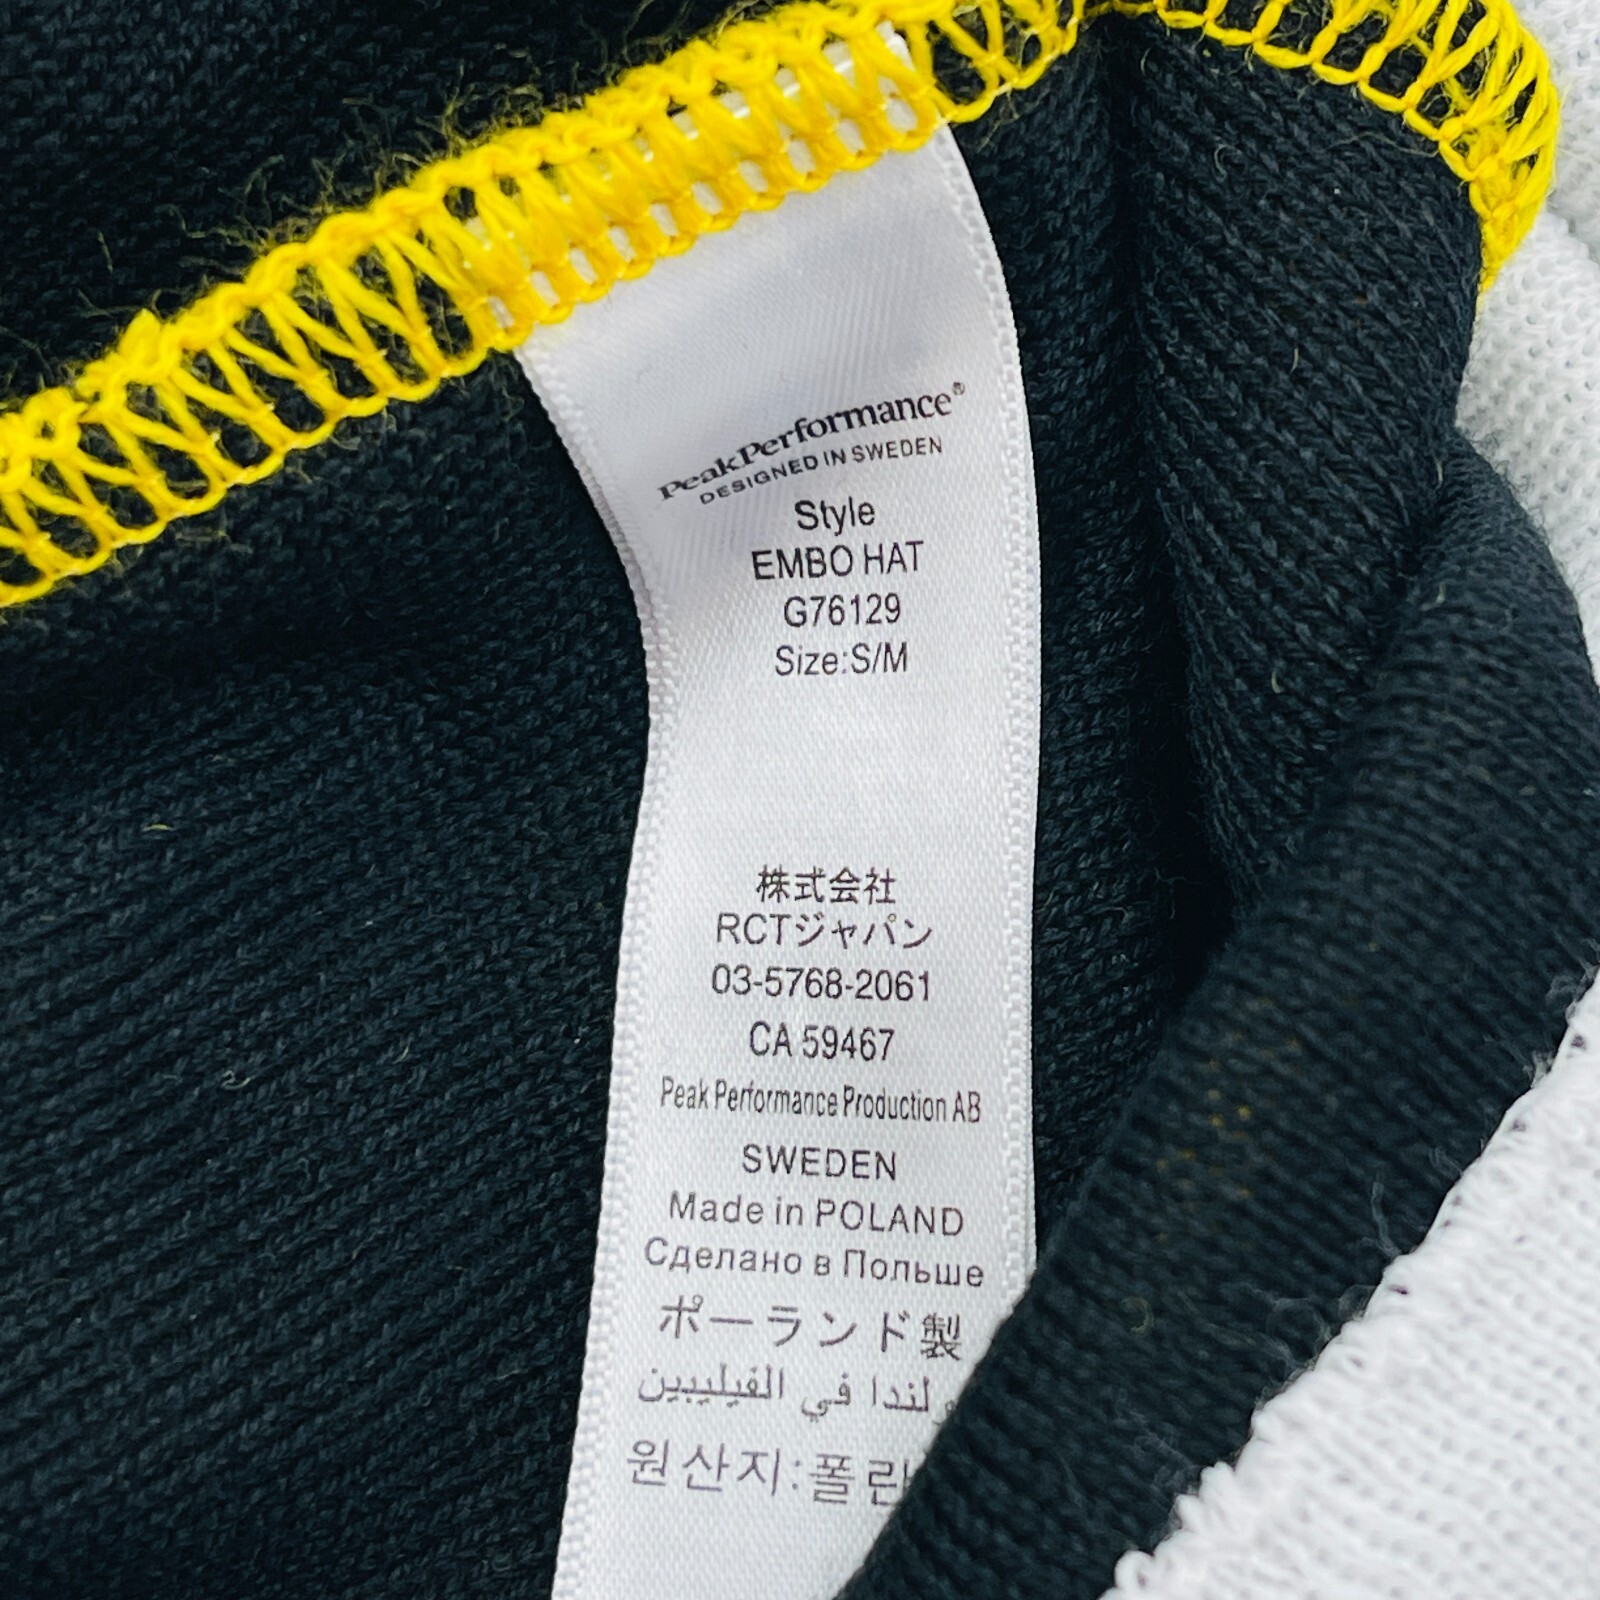 PeakPerformance®
DESIGNED IN SWEDEN
Style
EMBO HAT
G76129
Size:S/M
株式会社
RCTジャパン
03-5768-2061
CA 59467
Peak Performance Production AB
SWEDEN
Made in POLAND
Сделано в Польше
ポーランド製
لندا في الفيليبين
원산지:폴란